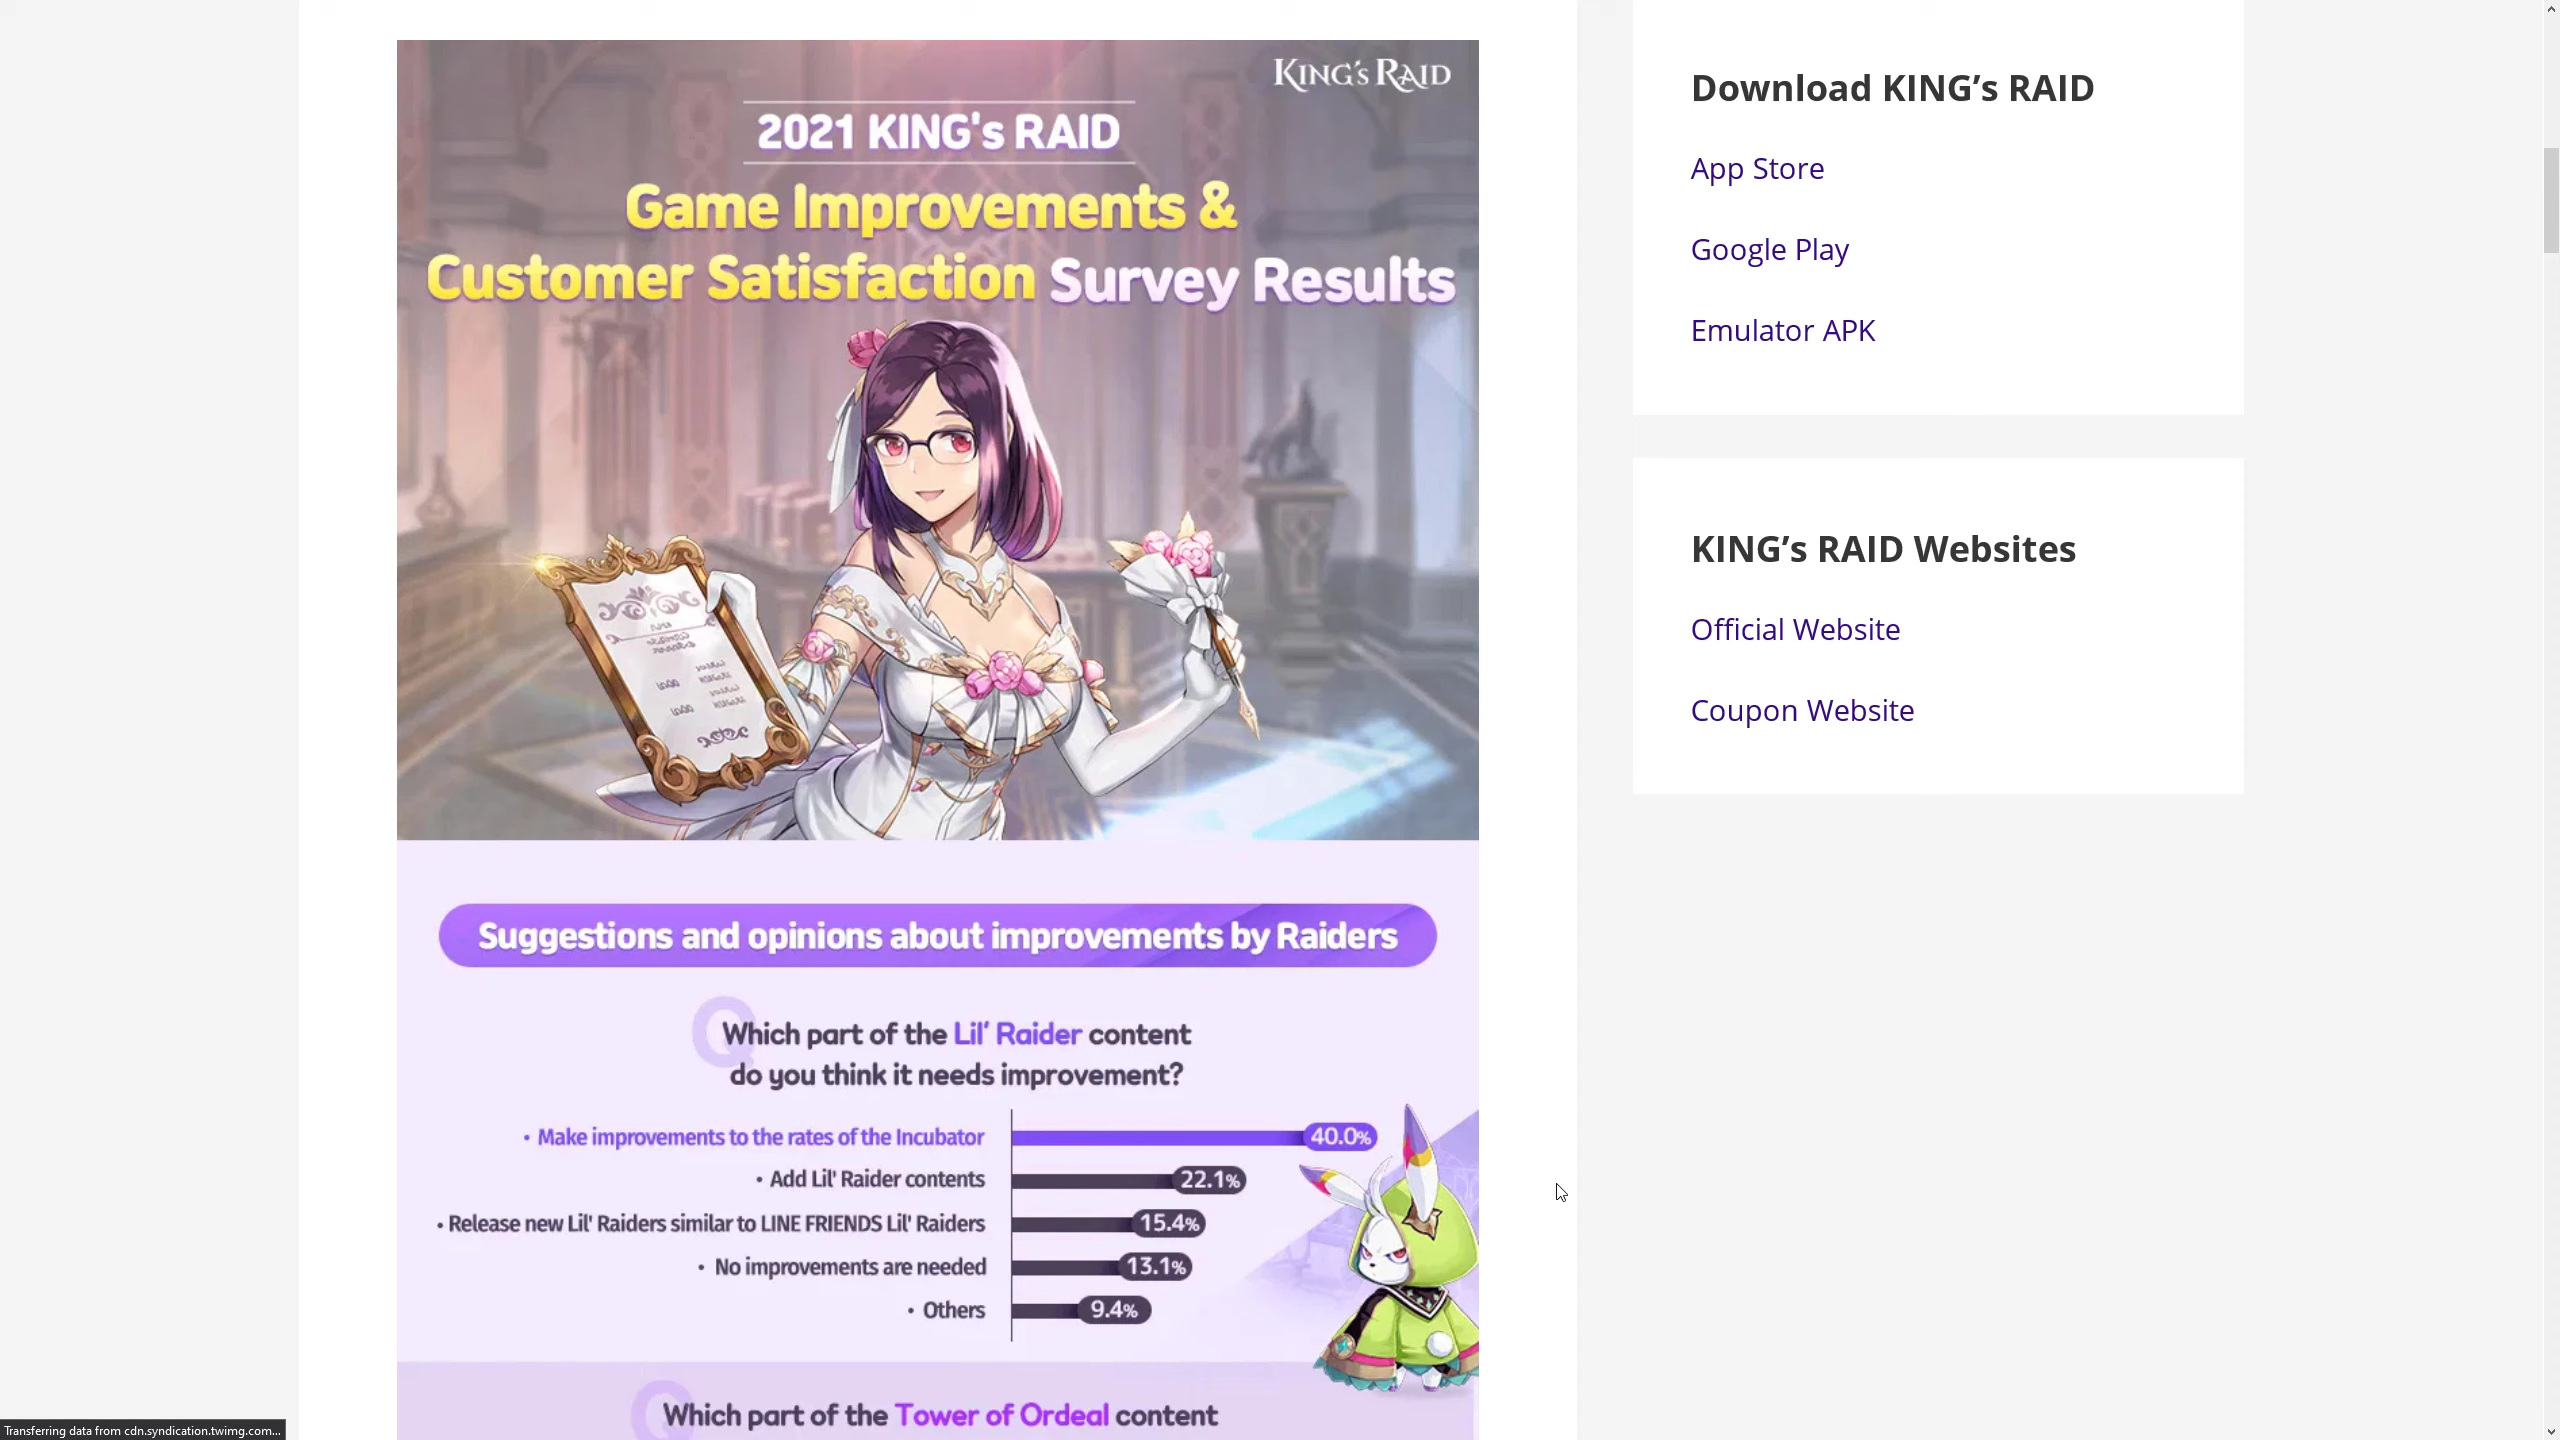 KING's RAID
2021 KING's RAID
Game Improvements &
Customer Satisfaction Survey Results
Suggestions and opinions about improvements by Raiders
Q
Which part of the Lil' Raider content
do you think it needs improvement?
• Make improvements to the rates of the Incubator 40.0%
• Add Lil' Raider contents 22.1%
• Release new Lil' Raiders similar to LINE FRIENDS Lil' Raiders 15.4%
• No improvements are needed 13.1%
• Others 9.4%
Q
Which part of the Tower of Ordeal content
Download KING’s RAID
App Store
Google Play
Emulator APK
KING’s RAID Websites
Official Website
Coupon Website
Transferring data from cdn.syndication.twimg.com...